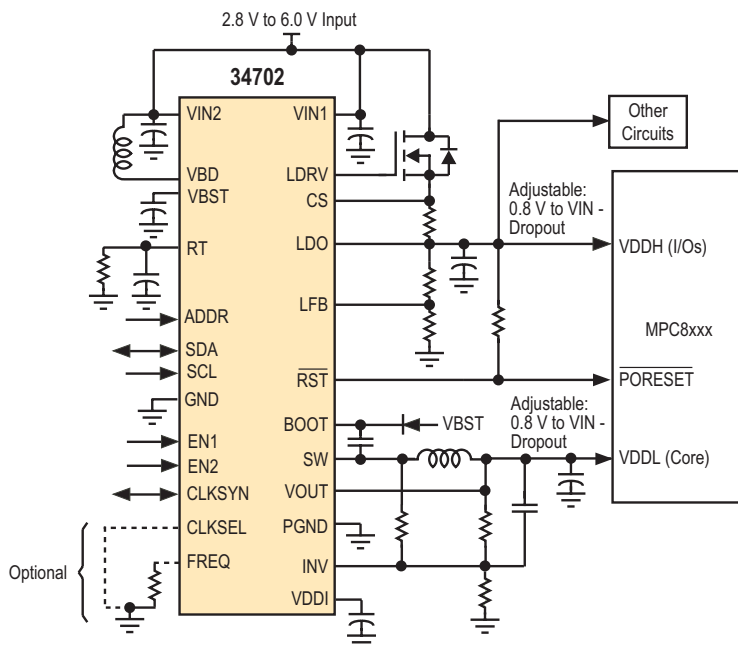 2.8 V to 6.0 V Input
34702
VIN2
VIN1
Other
Circuits
VBD
LDRV
VBST
CS
Adjustable:
0.8 V to VIN -
Dropout
RT
LDO
VDDH (I/Os)
LFB
ADDR
MPC8xxx
SDA
SCL
RST
PORESET
GND
Adjustable:
0.8 V to VIN -
Dropout
BOOT
VBST
EN1
SW
VDDL (Core)
EN2
VOUT
CLKSYN
CLKSEL
PGND
Optional
FREQ
INV
VDDI